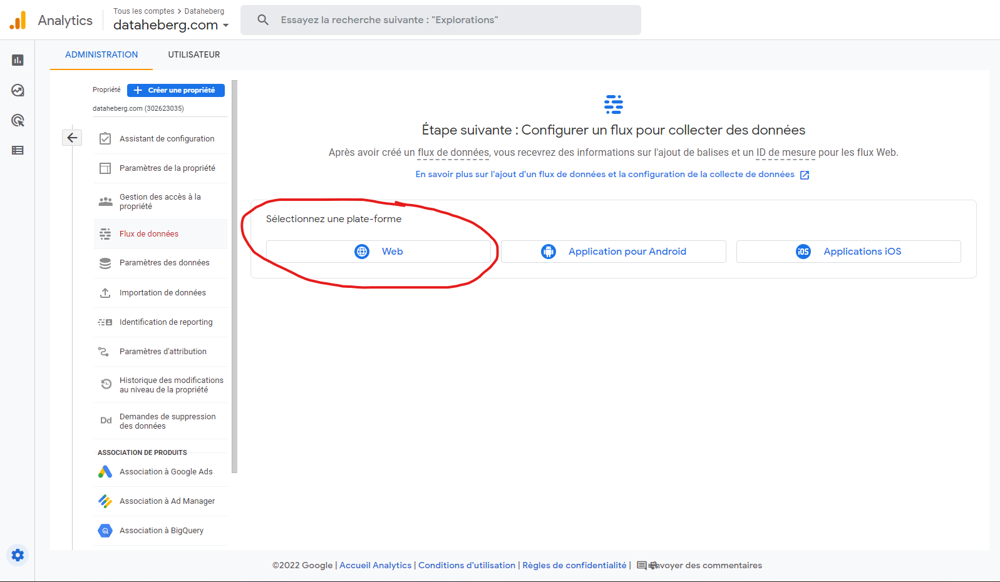 Analytics
Tous les comptes > Dataheberg
dataheberg.com
Essayez la recherche suivante : "Explorations"
ADMINISTRATION
UTILISATEUR
Propriété
Créer une propriété
dataheberg.com (302623035)
Assistant de configuration
Paramètres de la propriété
Gestion des accès à la
propriété
Flux de données
Paramètres des données
Importation de données
Identification de reporting
Paramètres d'attribution
Historique des modifications
au niveau de la propriété
Dd
Demandes de suppression
des données
ASSOCIATION DE PRODUITS
Association à Google Ads
Association à Ad Manager
Association à BigQuery
Étape suivante : Configurer un flux pour collecter des données
Après avoir créé un flux de données, vous recevrez des informations sur l'ajout de balises et un ID de mesure pour les flux Web.
En savoir plus sur l'ajout d'un flux de données et la configuration de la collecte de données
Sélectionnez une plate-forme
Web
Application pour Android
iOS
Applications iOS
©2022 Google | Accueil Analytics | Conditions d'utilisation | Règles de confidentialité | Envoyer des commentaires